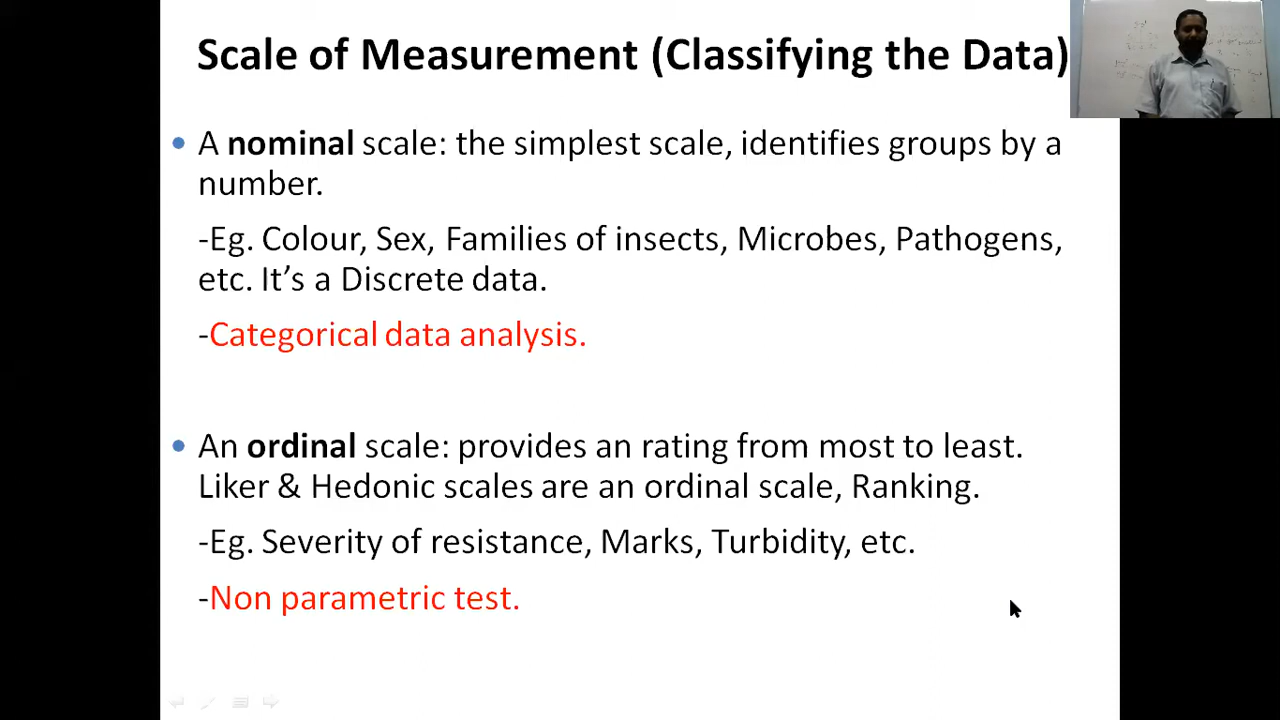 Scale of Measurement (Classifying the Data)
• A nominal scale: the simplest scale, identifies groups by a
number.
-Eg. Colour, Sex, Families of insects, Microbes, Pathogens,
etc. It’s a Discrete data.
-Categorical data analysis.
• An ordinal scale: provides an rating from most to least.
Liker & Hedonic scales are an ordinal scale, Ranking.
-Eg. Severity of resistance, Marks, Turbidity, etc.
-Non parametric test.